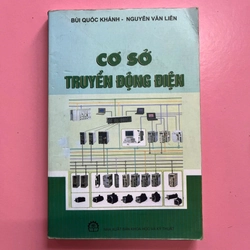 BÙI QUỐC KHÁNH - NGUYỄN VĂN LIỄN
CƠ SỞ
TRUYỀN ĐỘNG ĐIỆN